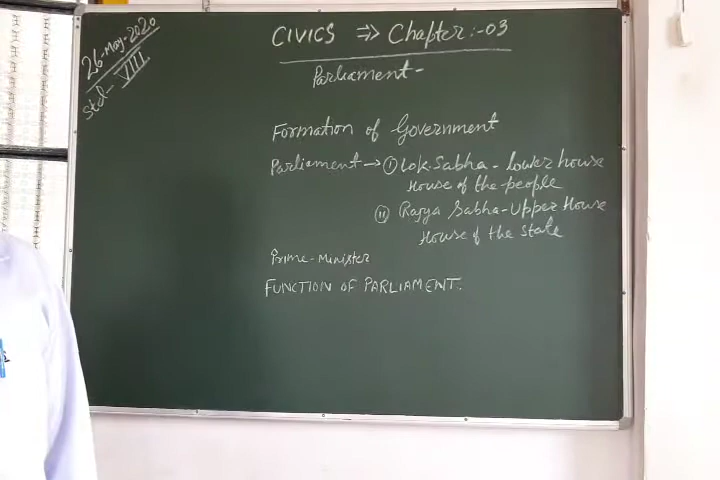 26-May-2020
Std- VIII
CIVICS ⇒ Chapter:-03
Parliament-
Formation of Government
Parliament → (i) Lok Sabha - Lower house
House of the people
(ii) Rajya Sabha - Upper House
House of the state
Prime-Minister
FUNCTION OF PARLIAMENT.